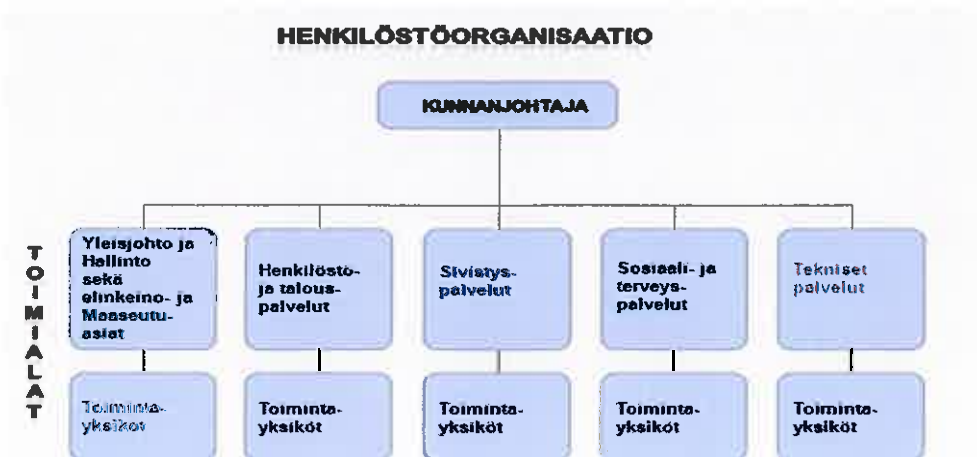 HENKILÖSTÖORGANISAATIO
KUNNANJOHTAJA
TOIMIALAT
Yleisjohto ja
Hallinto
sekä
elinkeino- ja
Maaseutu-
asiat
Henkilöstö-
ja talous-
palvelut
Sivistys-
palvelut
Sosiaali- ja
terveys-
palvelut
Tekniset
palvelut
Toiminta-
yksiköt
Toiminta-
yksiköt
Toiminta-
yksiköt
Toiminta-
yksiköt
Toiminta-
yksiköt